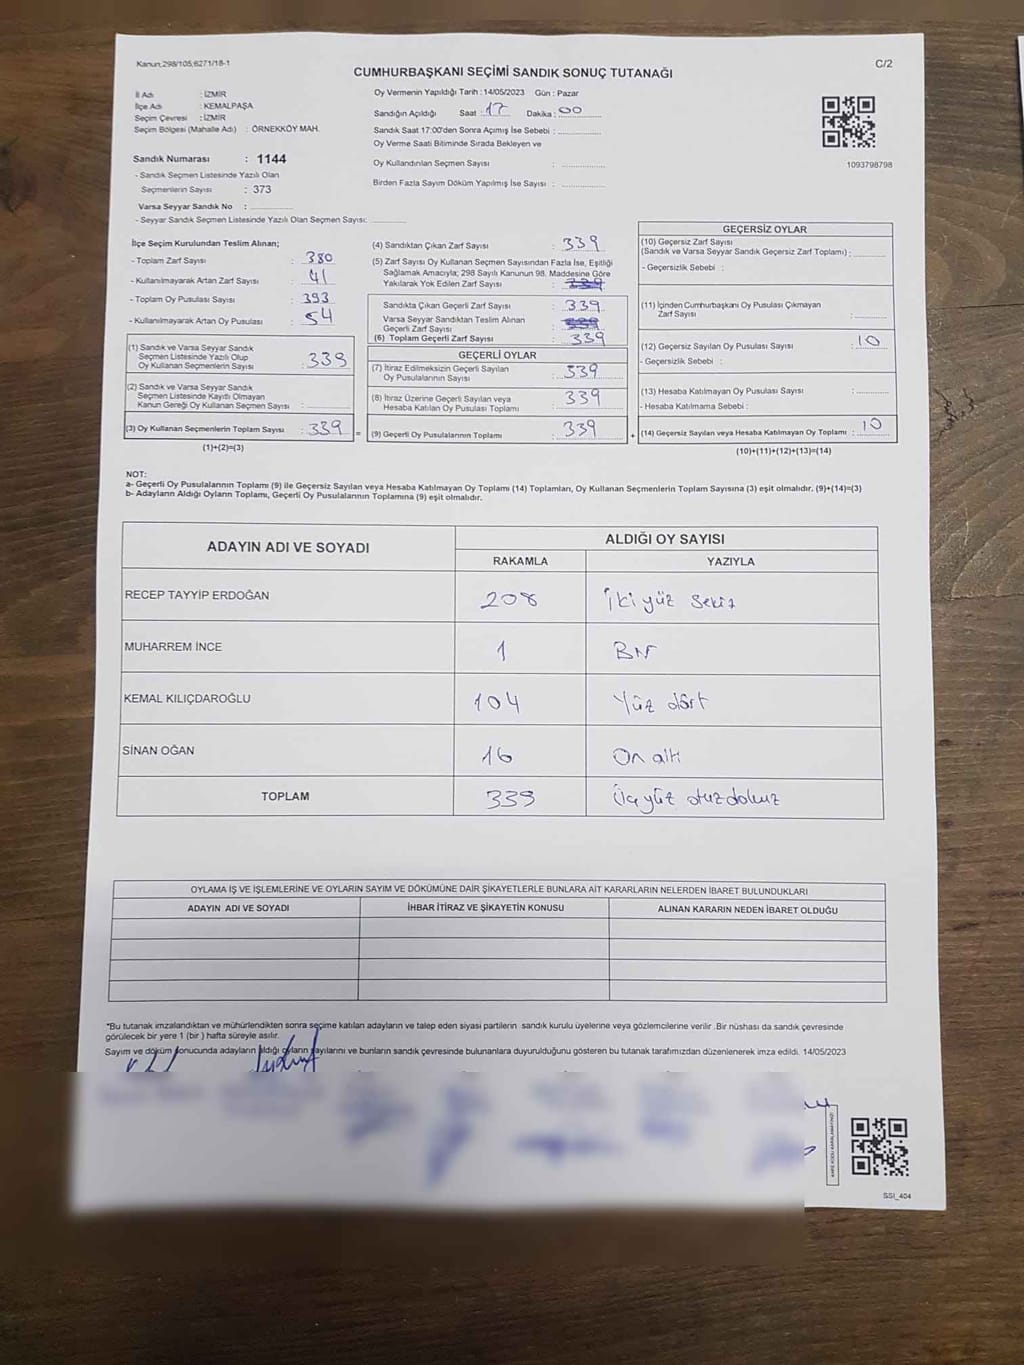 Kanun;298/105;6271/18-1
C/2
CUMHURBAŞKANI SEÇİMİ SANDIK SONUÇ TUTANAĞI
İl Adı : İZMİR
İlçe Adı : KEMALPAŞA
Seçim Çevresi : İZMİR
Seçim Bölgesi (Mahalle Adı) : ÖRNEKKÖY MAH.
Sandık Numarası : 1144
- Sandık Seçmen Listesinde Yazılı Olan
Seçmenlerin Sayısı : 373
Varsa Seyyar Sandık No : ............
- Seyyar Sandık Seçmen Listesinde Yazılı Olan Seçmen Sayısı: ............
Oy Vermenin Yapıldığı Tarih : 14/05/2023 Gün : Pazar
Sandığın Açıldığı Saat : 17 Dakika : 00
Sandık Saat 17:00'den Sonra Açımış İse Sebebi : ............
Oy Verme Saati Bitiminde Sırada Bekleyen ve
Oy Kullandırılan Seçmen Sayısı : ............
Birden Fazla Sayım Döküm Yapılmış İse Sayısı : ............
1093798798
İlçe Seçim Kurulundan Teslim Alınan;
- Toplam Zarf Sayısı : 380
- Kullanılmayarak Artan Zarf Sayısı : 41
- Toplam Oy Pusulası Sayısı : 393
- Kullanılmayarak Artan Oy Pusulası : 54
(1) Sandık ve Varsa Seyyar Sandık
Seçmen Listesinde Yazılı Olup
Oy Kullanan Seçmenlerin Sayısı : 339
(2) Sandık ve Varsa Seyyar Sandık
Seçmen Listesinde Kayıtlı Olmayan
Kanun Gereği Oy Kullanan Seçmen Sayısı : ............
(3) Oy Kullanan Seçmenlerin Toplam Sayısı : 339 =
(1)+(2)=(3)
(4) Sandıktan Çıkan Zarf Sayısı : 339
(5) Zarf Sayısı Oy Kullanan Seçmen Sayısından Fazla İse, Eşitliği
Sağlamak Amacıyla; 298 Sayılı Kanunun 98. Maddesine Göre
Yakılarak Yok Edilen Zarf Sayısı :
Sandıkta Çıkan Geçerli Zarf Sayısı : 339
Varsa Seyyar Sandıktan Teslim Alınan
Geçerli Zarf Sayısı :
(6) Toplam Geçerli Zarf Sayısı : 339
GEÇERLİ OYLAR
(7) İtiraz Edilmeksizin Geçerli Sayılan
Oy Pusulalarının Sayısı : 339
(8) İtiraz Üzerine Geçerli Sayılan veya
Hesaba Katılan Oy Pusulası Toplamı : 339
(9) Geçerli Oy Pusulalarının Toplamı : 339 +
GEÇERSİZ OYLAR
(10) Geçersiz Zarf Sayısı
(Sandık ve Varsa Seyyar Sandık Geçersiz Zarf Toplamı) : ............
- Geçersizlik Sebebi :
(11) İçinden Cumhurbaşkanı Oy Pusulası Çıkmayan
Zarf Sayısı : ............
(12) Geçersiz Sayılan Oy Pusulası Sayısı : 10
- Geçersizlik Sebebi :
(13) Hesaba Katılmayan Oy Pusulası Sayısı : ............
- Hesaba Katılmama Sebebi :
(14) Geçersiz Sayılan veya Hesaba Katılmayan Oy Toplamı : 10
(10)+(11)+(12)+(13)=(14)
NOT:
a- Geçerli Oy Pusulalarının Toplamı (9) ile Geçersiz Sayılan veya Hesaba Katılmayan Oy Toplamı (14) Toplamları, Oy Kullanan Seçmenlerin Toplam Sayısına (3) eşit olmalıdır. (9)+(14)=(3)
b- Adayların Aldığı Oyların Toplamı, Geçerli Oy Pusulalarının Toplamına (9) eşit olmalıdır.
ADAYIN ADI VE SOYADI
ALDIĞI OY SAYISI
RAKAMLA YAZIYLA
RECEP TAYYİP ERDOĞAN 208 İki yüz sekiz
MUHARREM İNCE 1 Bir
KEMAL KILIÇDAROĞLU 104 Yüz dört
SİNAN OĞAN 16 On altı
TOPLAM 339 Üçyüz otuzdokuz
OYLAMA İŞ VE İŞLEMLERİNE VE OYLARIN SAYIM VE DÖKÜMÜNE DAİR ŞİKAYETLERLE BUNLARA AİT KARARLARIN NELERDEN İBARET BULUNDUKLARI
ADAYIN ADI VE SOYADI İHBAR İTİRAZ VE ŞİKAYETİN KONUSU ALINAN KARARIN NEDEN İBARET OLDUĞU
"Bu tutanak imzalandıktan ve mühürlendikten sonra seçime katılan adayların ve talep eden siyasi partilerin sandık kurulu üyelerine veya gözlemcilerine verilir .Bir nüshası da sandık çevresinde
görülecek bir yere 1 (bir ) hafta süreyle asılır.
Sayım ve döküm sonucunda adayların aldığı oyların sayılarını ve bunların sandık çevresinde bulunanlara duyurulduğunu gösteren bu tutanak tarafımızdan düzenlenerek imza edildi. 14/05/2023
SSI_404